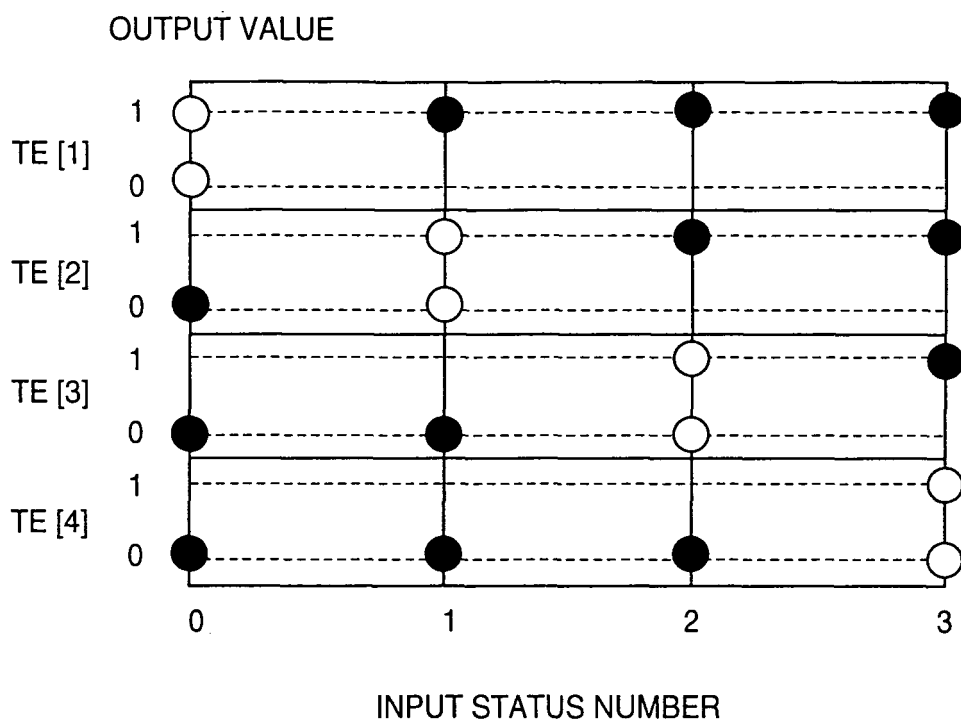 OUTPUT VALUE
1
TE [1]
0
1
TE [2]
0
1
TE [3]
0
1
TE [4]
0
0 1 2 3
INPUT STATUS NUMBER